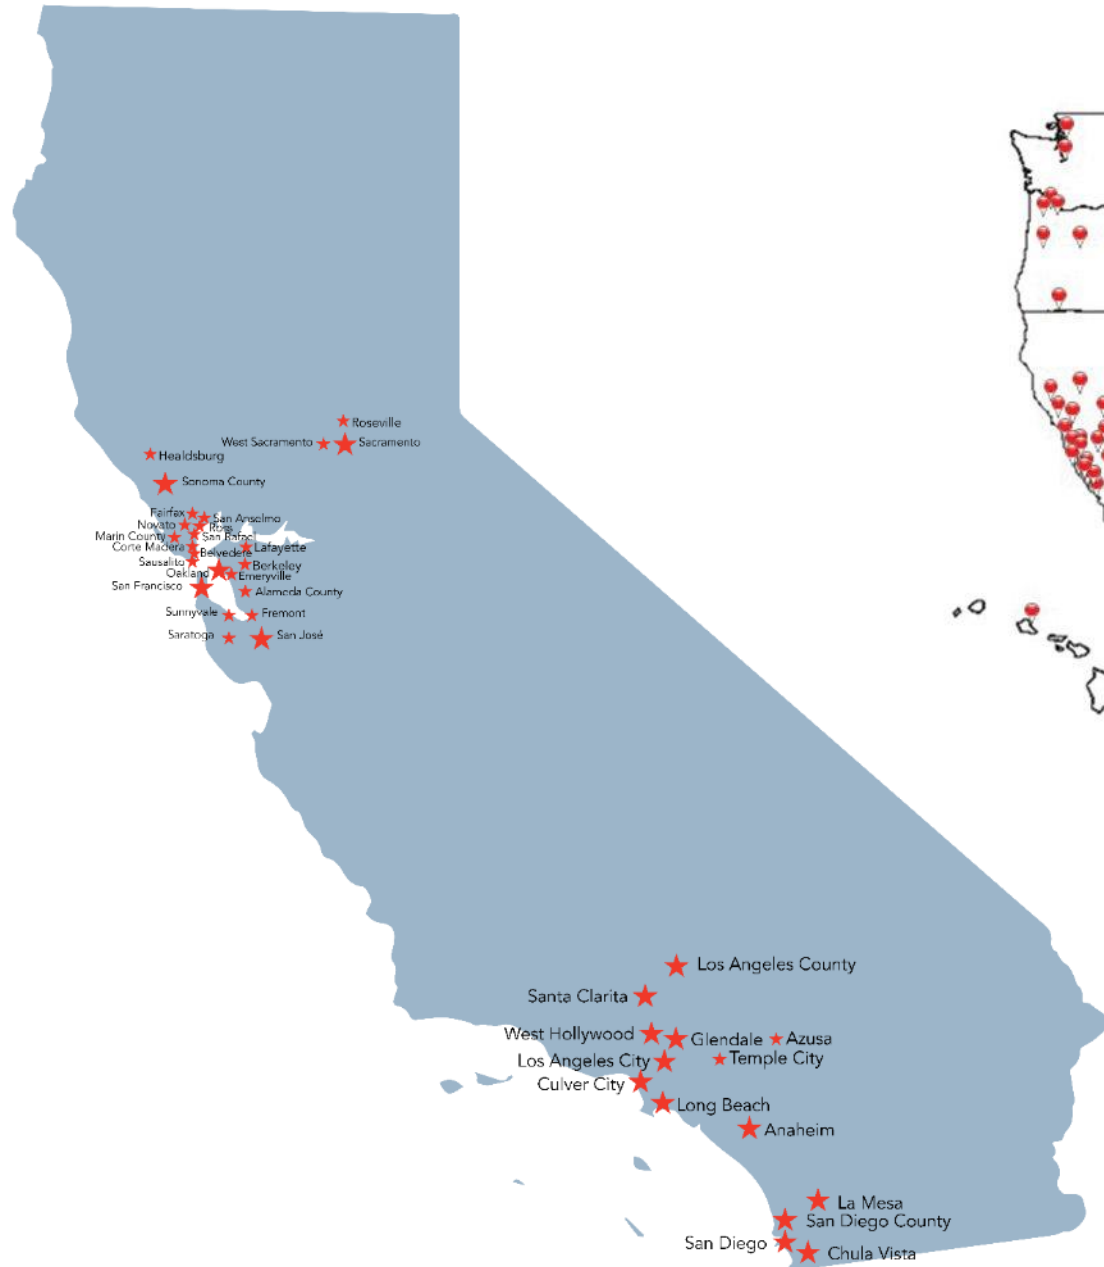 Roseville
West Sacramento
Sacramento
Healdsburg
Sonoma County
Fairfax
San Anselmo
Novato
Ross
Marin County
San Rafael
Corte Madera
Belvedere
Lafayette
Sausalito
Berkeley
Oakland
Emeryville
San Francisco
Alameda County
Sunnyvale
Fremont
Saratoga
San José
Los Angeles County
Santa Clarita
West Hollywood
Glendale
Azusa
Los Angeles City
Temple City
Culver City
Long Beach
Anaheim
La Mesa
San Diego County
San Diego
Chula Vista